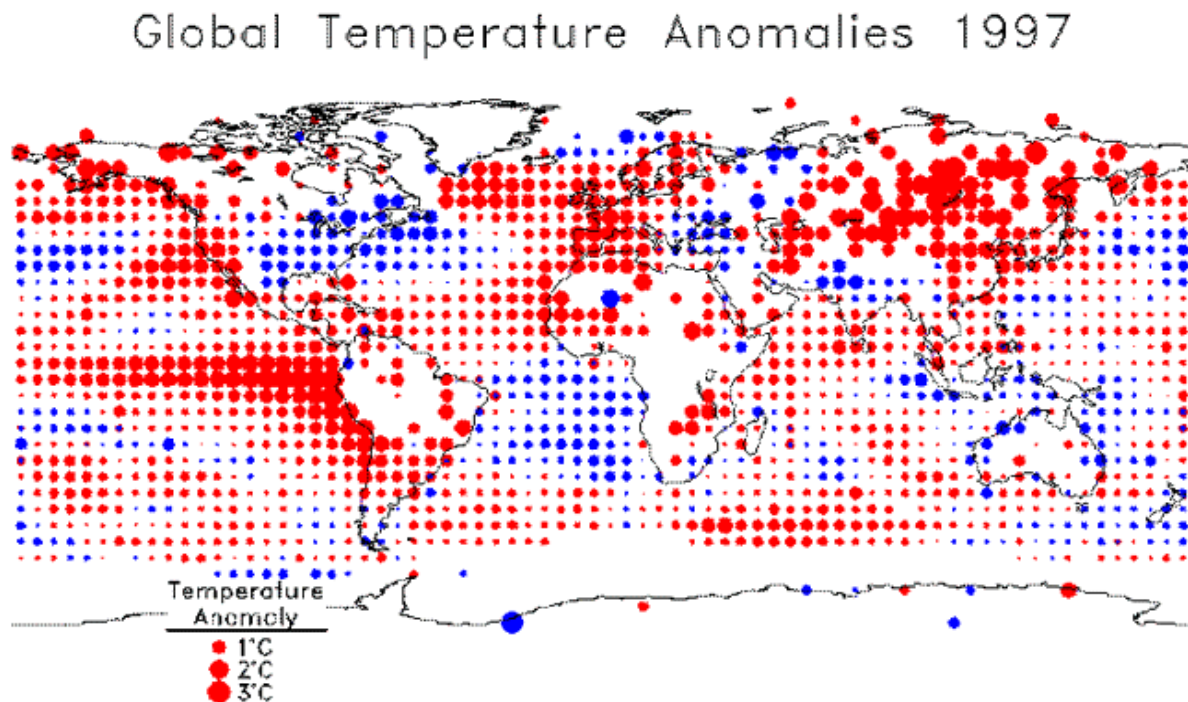 Global Temperature Anomalies 1997
Temperature
Anomaly
1°C
2°C
3°C